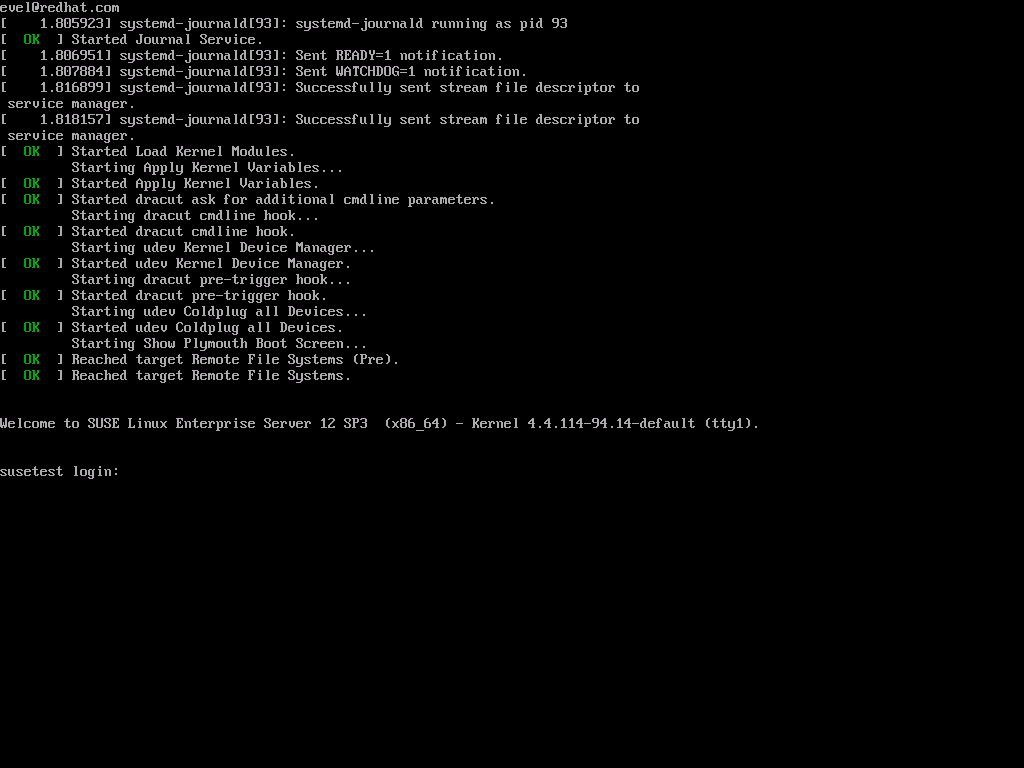 evel@redhat.com
[    1.805923] systemd-journald[93]: systemd-journald running as pid 93
[  OK  ] Started Journal Service.
[    1.806951] systemd-journald[93]: Sent READY=1 notification.
[    1.807884] systemd-journald[93]: Sent WATCHDOG=1 notification.
[    1.816899] systemd-journald[93]: Successfully sent stream file descriptor to
 service manager.
[    1.818157] systemd-journald[93]: Successfully sent stream file descriptor to
 service manager.
[  OK  ] Started Load Kernel Modules.
         Starting Apply Kernel Variables...
[  OK  ] Started Apply Kernel Variables.
[  OK  ] Started dracut ask for additional cmdline parameters.
         Starting dracut cmdline hook...
[  OK  ] Started dracut cmdline hook.
         Starting udev Kernel Device Manager...
[  OK  ] Started udev Kernel Device Manager.
         Starting dracut pre-trigger hook...
[  OK  ] Started dracut pre-trigger hook.
         Starting udev Coldplug all Devices...
[  OK  ] Started udev Coldplug all Devices.
         Starting Show Plymouth Boot Screen...
[  OK  ] Reached target Remote File Systems (Pre).
[  OK  ] Reached target Remote File Systems.
Welcome to SUSE Linux Enterprise Server 12 SP3  (x86_64) - Kernel 4.4.114-94.14-default (tty1).
susetest login: